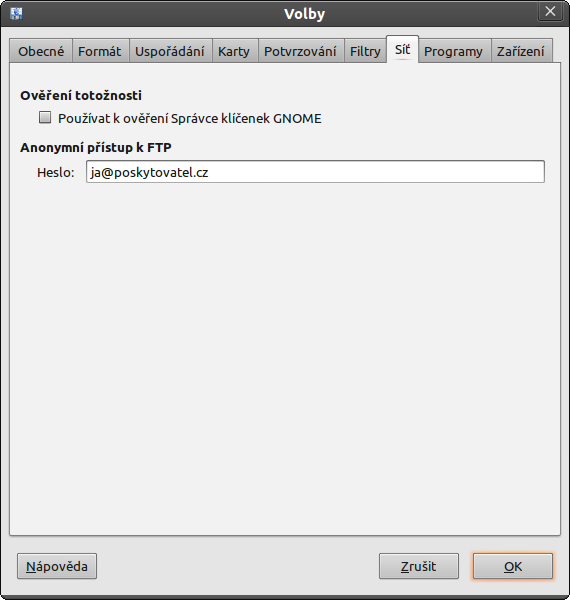 Volby
Obecné Formát Uspořádání Karty Potvrzování Filtry Síť Programy Zařízení
Ověření totožnosti
Používat k ověření Správce klíčenek GNOME
Anonymní přístup k FTP
Heslo: ja@poskytovatel.cz
Nápověda Zrušit OK